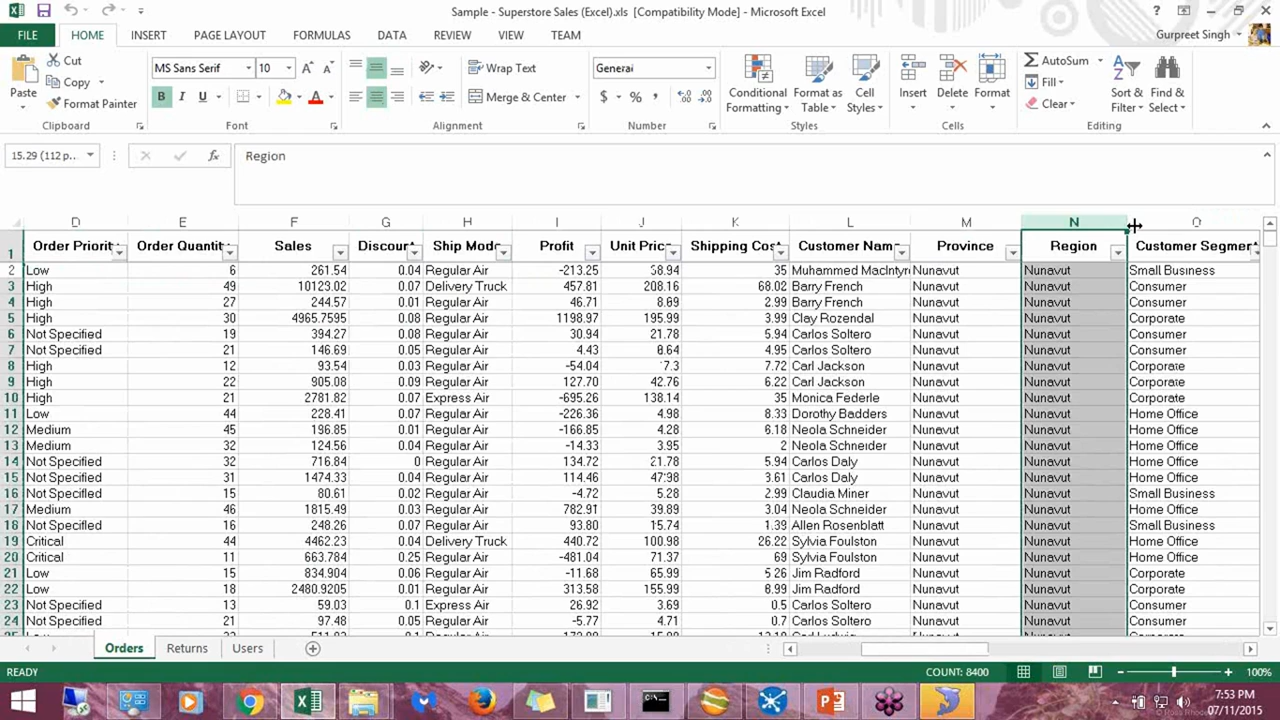 Sample - Superstore Sales (Excel).xls [Compatibility Mode] - Microsoft Excel
FILE HOME INSERT PAGE LAYOUT FORMULAS DATA REVIEW VIEW TEAM Gurpreet Singh
Paste Cut Copy Format Painter
MS Sans Serif 10 B I U
Wrap Text Merge & Center
General $ % ,
Conditional Formatting Format as Table Cell Styles
Insert Delete Format
AutoSum Fill Clear Sort & Filter Find & Select
Clipboard Font Alignment Number Styles Cells Editing
15.29 (112 p... fx Region
D E F G H I J K L M N O
1 Order Priorit Order Quantit Sales Discoun Ship Mod Profit Unit Pric Shipping Cos Customer Nam Province Region Customer Segmen
2 Low 6 261.54 0.04 Regular Air -213.25 38.94 35 Muhammed MacIntyr Nunavut Nunavut Small Business
3 High 49 10123.02 0.07 Delivery Truck 457.81 208.16 68.02 Barry French Nunavut Nunavut Consumer
4 High 27 244.57 0.01 Regular Air 46.71 8.69 2.99 Barry French Nunavut Nunavut Consumer
5 High 30 4965.7595 0.08 Regular Air 1198.97 195.99 3.99 Clay Rozendal Nunavut Nunavut Corporate
6 Not Specified 19 394.27 0.08 Regular Air 30.94 21.78 5.94 Carlos Soltero Nunavut Nunavut Consumer
7 Not Specified 21 146.69 0.05 Regular Air 4.43 6.64 4.95 Carlos Soltero Nunavut Nunavut Consumer
8 High 12 93.54 0.03 Regular Air -54.04 7.3 7.72 Carl Jackson Nunavut Nunavut Corporate
9 High 22 905.08 0.09 Regular Air 127.70 42.76 6.22 Carl Jackson Nunavut Nunavut Corporate
10 High 21 2781.82 0.07 Express Air -695.26 138.14 35 Monica Federle Nunavut Nunavut Corporate
11 Low 44 228.41 0.07 Regular Air -226.36 4.98 8.33 Dorothy Badders Nunavut Nunavut Home Office
12 Medium 45 196.85 0.01 Regular Air -166.85 4.28 6.18 Neola Schneider Nunavut Nunavut Home Office
13 Medium 32 124.56 0.04 Regular Air -14.33 3.95 2 Neola Schneider Nunavut Nunavut Home Office
14 Not Specified 32 716.84 0 Regular Air 134.72 21.78 5.94 Carlos Daly Nunavut Nunavut Home Office
15 Not Specified 31 1474.33 0.04 Regular Air 114.46 47.98 3.61 Carlos Daly Nunavut Nunavut Home Office
16 Not Specified 15 80.61 0.02 Regular Air -4.72 5.28 2.99 Claudia Miner Nunavut Nunavut Small Business
17 Medium 46 1815.49 0.03 Regular Air 782.91 39.89 3.04 Neola Schneider Nunavut Nunavut Home Office
18 Not Specified 16 248.26 0.07 Regular Air 93.80 15.74 1.39 Allen Rosenblatt Nunavut Nunavut Small Business
19 Critical 44 4462.23 0.04 Delivery Truck 440.72 100.98 26.22 Sylvia Foulston Nunavut Nunavut Home Office
20 Critical 11 663.784 0.25 Regular Air -481.04 71.37 69 Sylvia Foulston Nunavut Nunavut Home Office
21 Low 15 834.904 0.06 Regular Air -11.68 65.99 5.26 Jim Radford Nunavut Nunavut Corporate
22 Low 18 2480.9205 0.01 Regular Air 313.58 155.99 8.99 Jim Radford Nunavut Nunavut Corporate
23 Not Specified 13 59.03 0.1 Express Air 26.92 3.69 0.5 Carlos Soltero Nunavut Nunavut Consumer
24 Not Specified 21 97.48 0.05 Regular Air -5.77 4.71 0.7 Carlos Soltero Nunavut Nunavut Consumer
Orders Returns Users
READY COUNT: 8400 100%
7:53 PM
07/11/2015